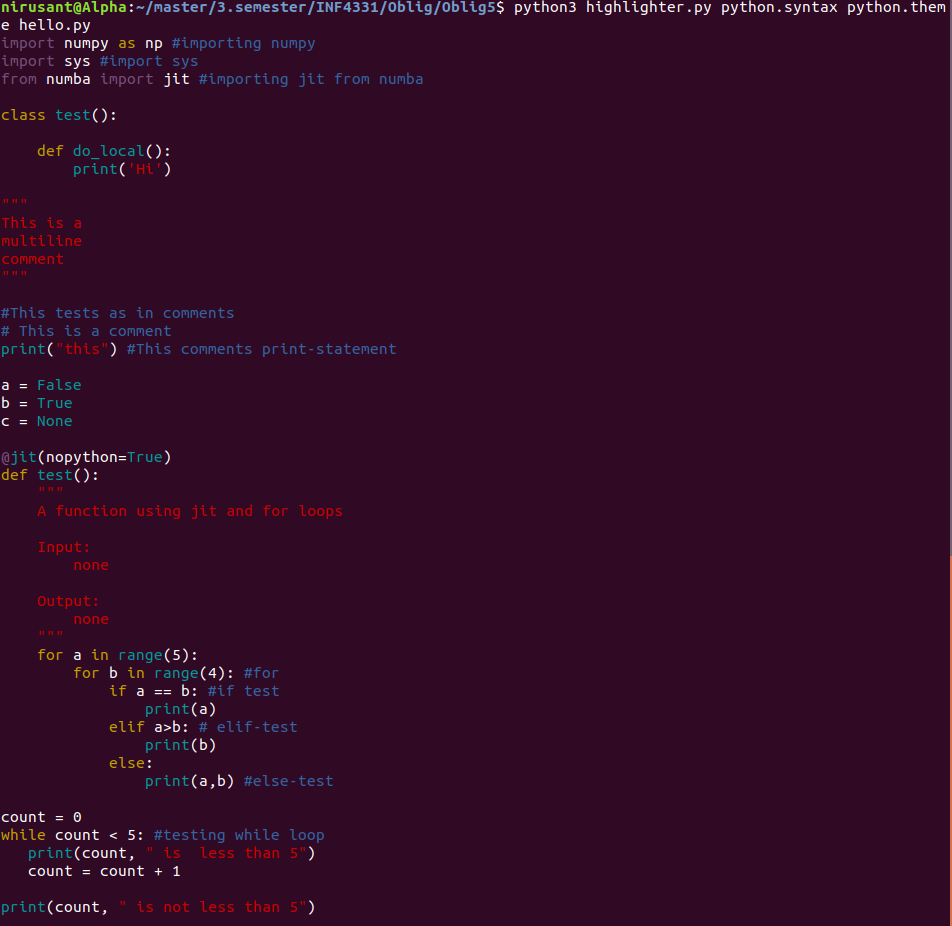 nirusant@Alpha:~/master/3.semester/INF4331/Oblig/Oblig5$ python3 highlighter.py python.syntax python.them
e hello.py
import numpy as np #importing numpy
import sys #import sys
from numba import jit #importing jit from numba

class test():

    def do_local():
        print('Hi')

"""
This is a
multiline
comment
"""

#This tests as in comments
# This is a comment
print("this") #This comments print-statement

a = False
b = True
c = None

@jit(nopython=True)
def test():
    """
    A function using jit and for loops

    Input:
        none

    Output:
        none
    """
    for a in range(5):
        for b in range(4): #for
            if a == b: #if test
                print(a)
            elif a>b: # elif-test
                print(b)
            else:
                print(a,b) #else-test

count = 0
while count < 5: #testing while loop
   print(count, " is  less than 5")
   count = count + 1

print(count, " is not less than 5")